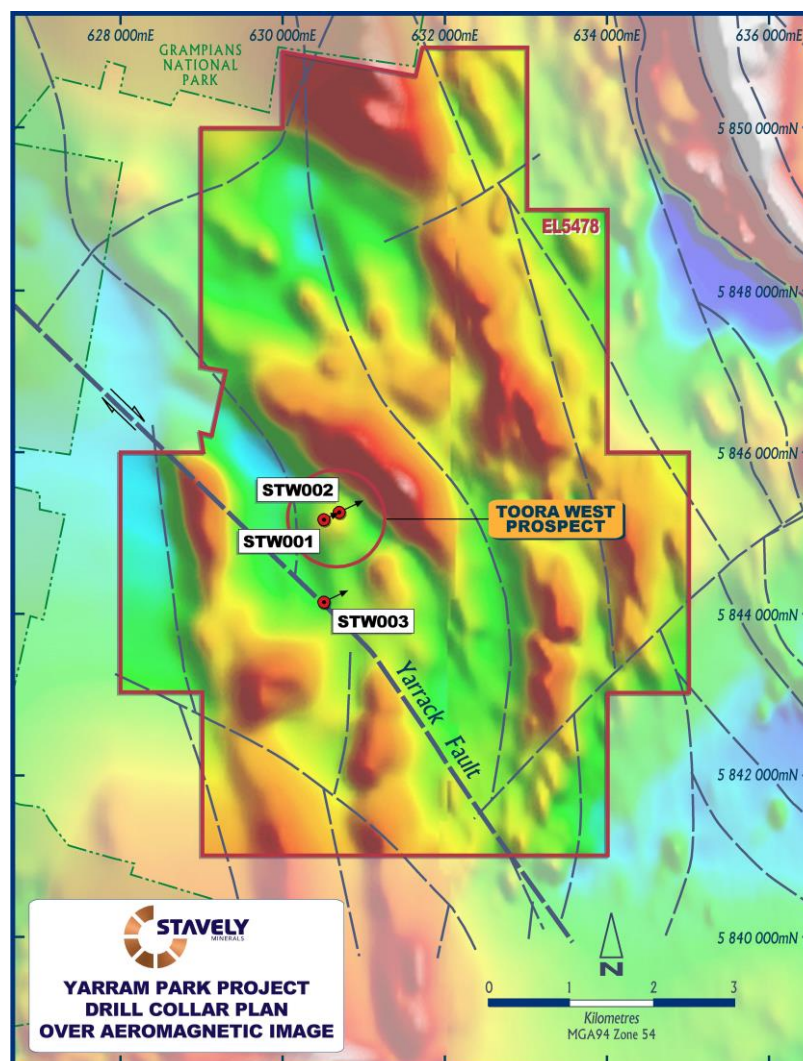 628 000mE
630 000mE
632 000mE
634 000mE
636 000mE
GRAMPIANS
NATIONAL
PARK
5 850 000mN
EL5478
5 848 000mN
5 846 000mN
STW002
TOORA WEST
PROSPECT
STW001
5 844 000mN
STW003
Yarrack Fault
5 842 000mN
STAVELY
MINERALS
5 840 000mN
N
YARRAM PARK PROJECT
DRILL COLLAR PLAN
OVER AEROMAGNETIC IMAGE
0 1 2 3
Kilometres
MGA94 Zone 54